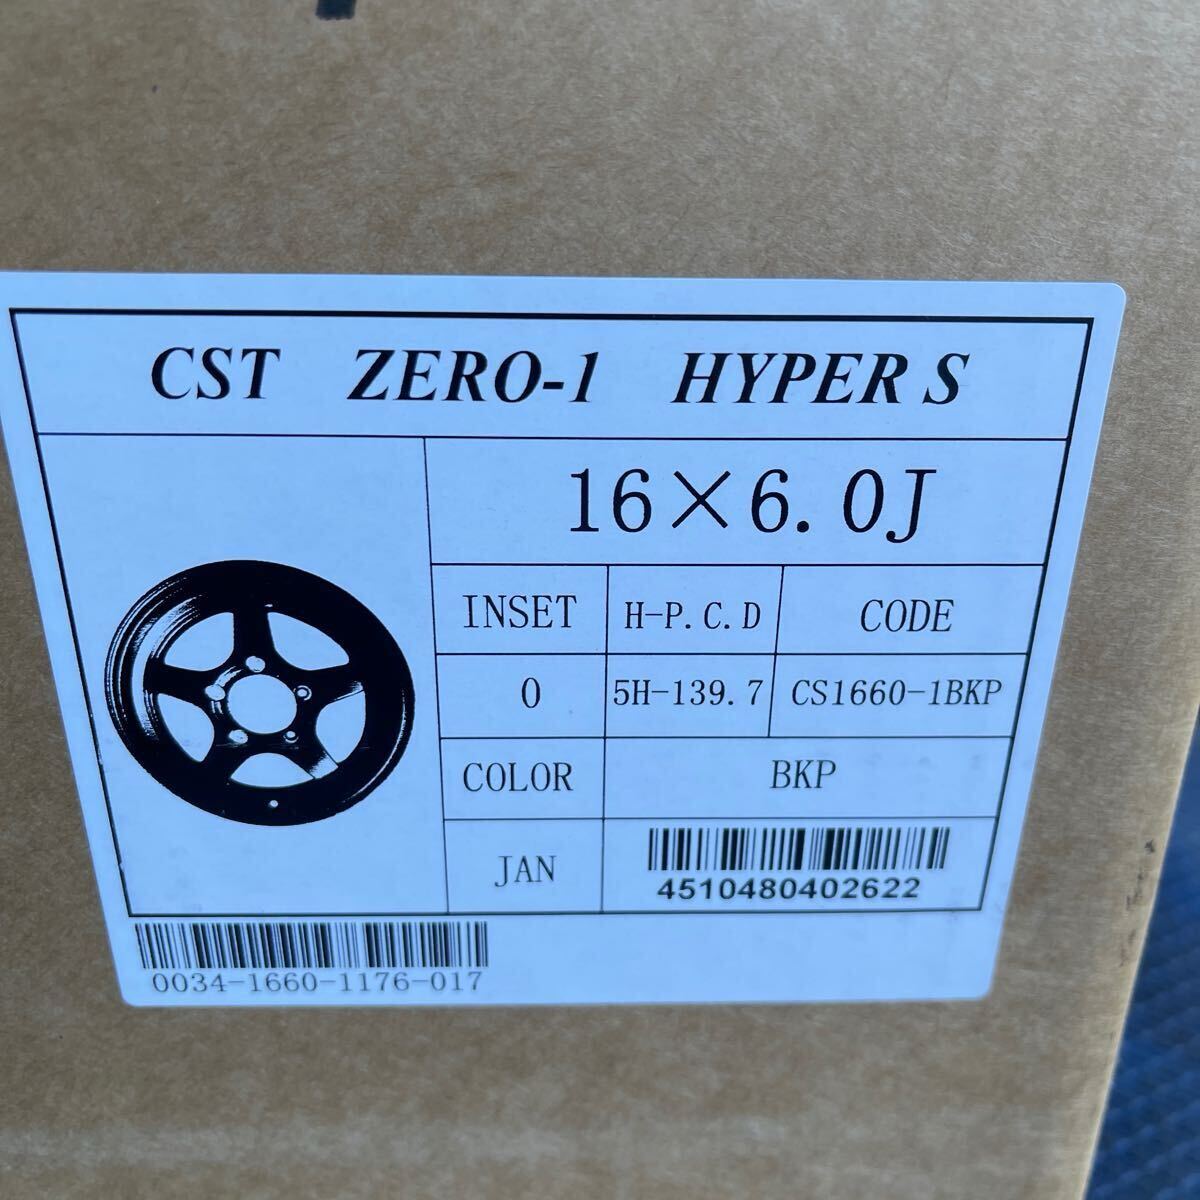 CST ZERO-1 HYPER S
16×6.0J
INSET H-P.C.D CODE
0 5H-139.7 CS1660-1BKP
COLOR BKP
JAN 4510480402622
0034-1660-1176-017